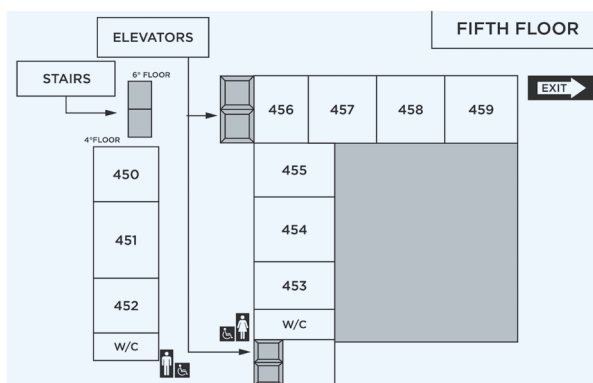 FIFTH FLOOR
ELEVATORS
STAIRS
6° FLOOR
EXIT
456
457
458
459
4°FLOOR
450
455
451
454
452
453
W/C
W/C